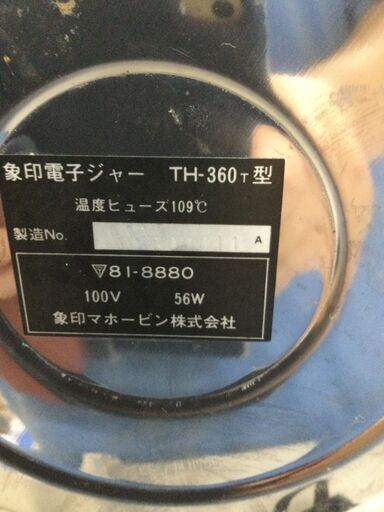 象印電子ジャー TH-360T型
温度ヒューズ109℃
製造No. A
81-8880
100V 56W
象印マホービン株式会社